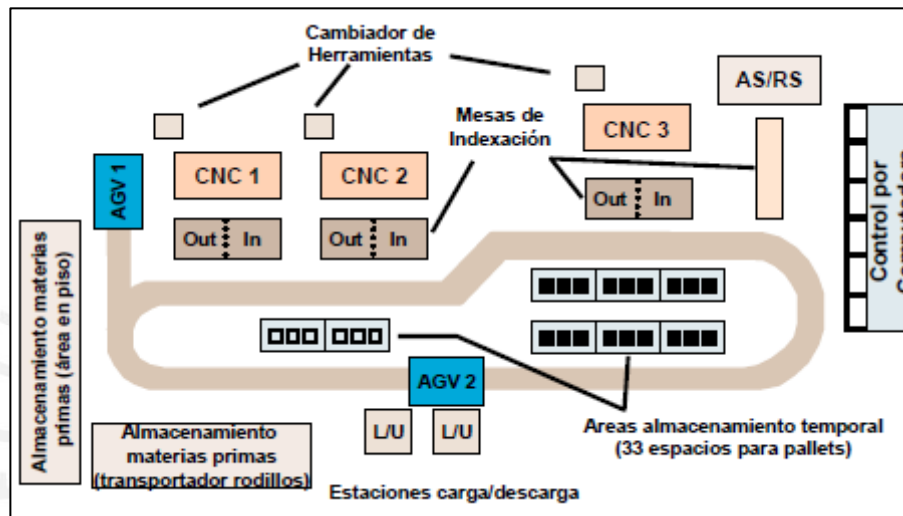 Cambiador de
Herramientas
AS/RS
Mesas de
Indexación
CNC 3
CNC 1
CNC 2
AGV 1
Out
In
Out
In
Out
In
Control por
Almacenamiento materias
primas (área en piso)
AGV 2
Almacenamiento
materias primas
(transportador rodillos)
L/U
L/U
Areas almacenamiento temporal
(33 espacios para pallets)
Estaciones carga/descarga